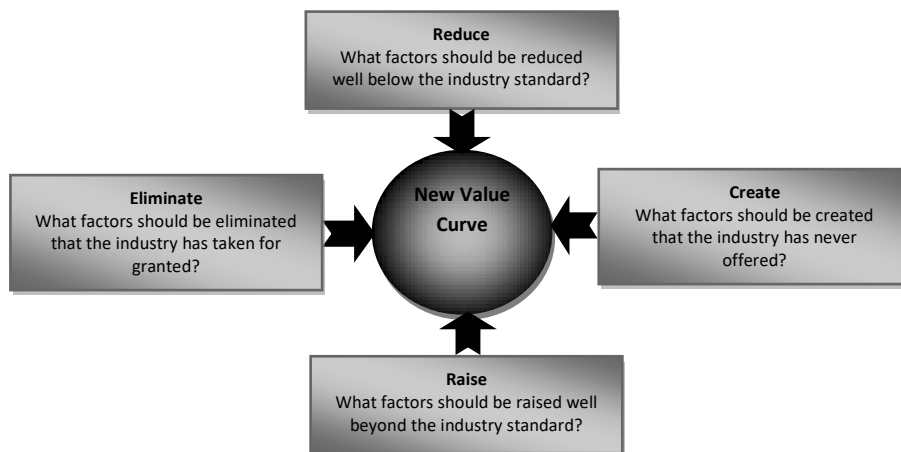 Reduce
What factors should be reduced
well below the industry standard?
Eliminate
What factors should be eliminated
that the industry has taken for
granted?
New Value
Curve
Create
What factors should be created
that the industry has never
offered?
Raise
What factors should be raised well
beyond the industry standard?